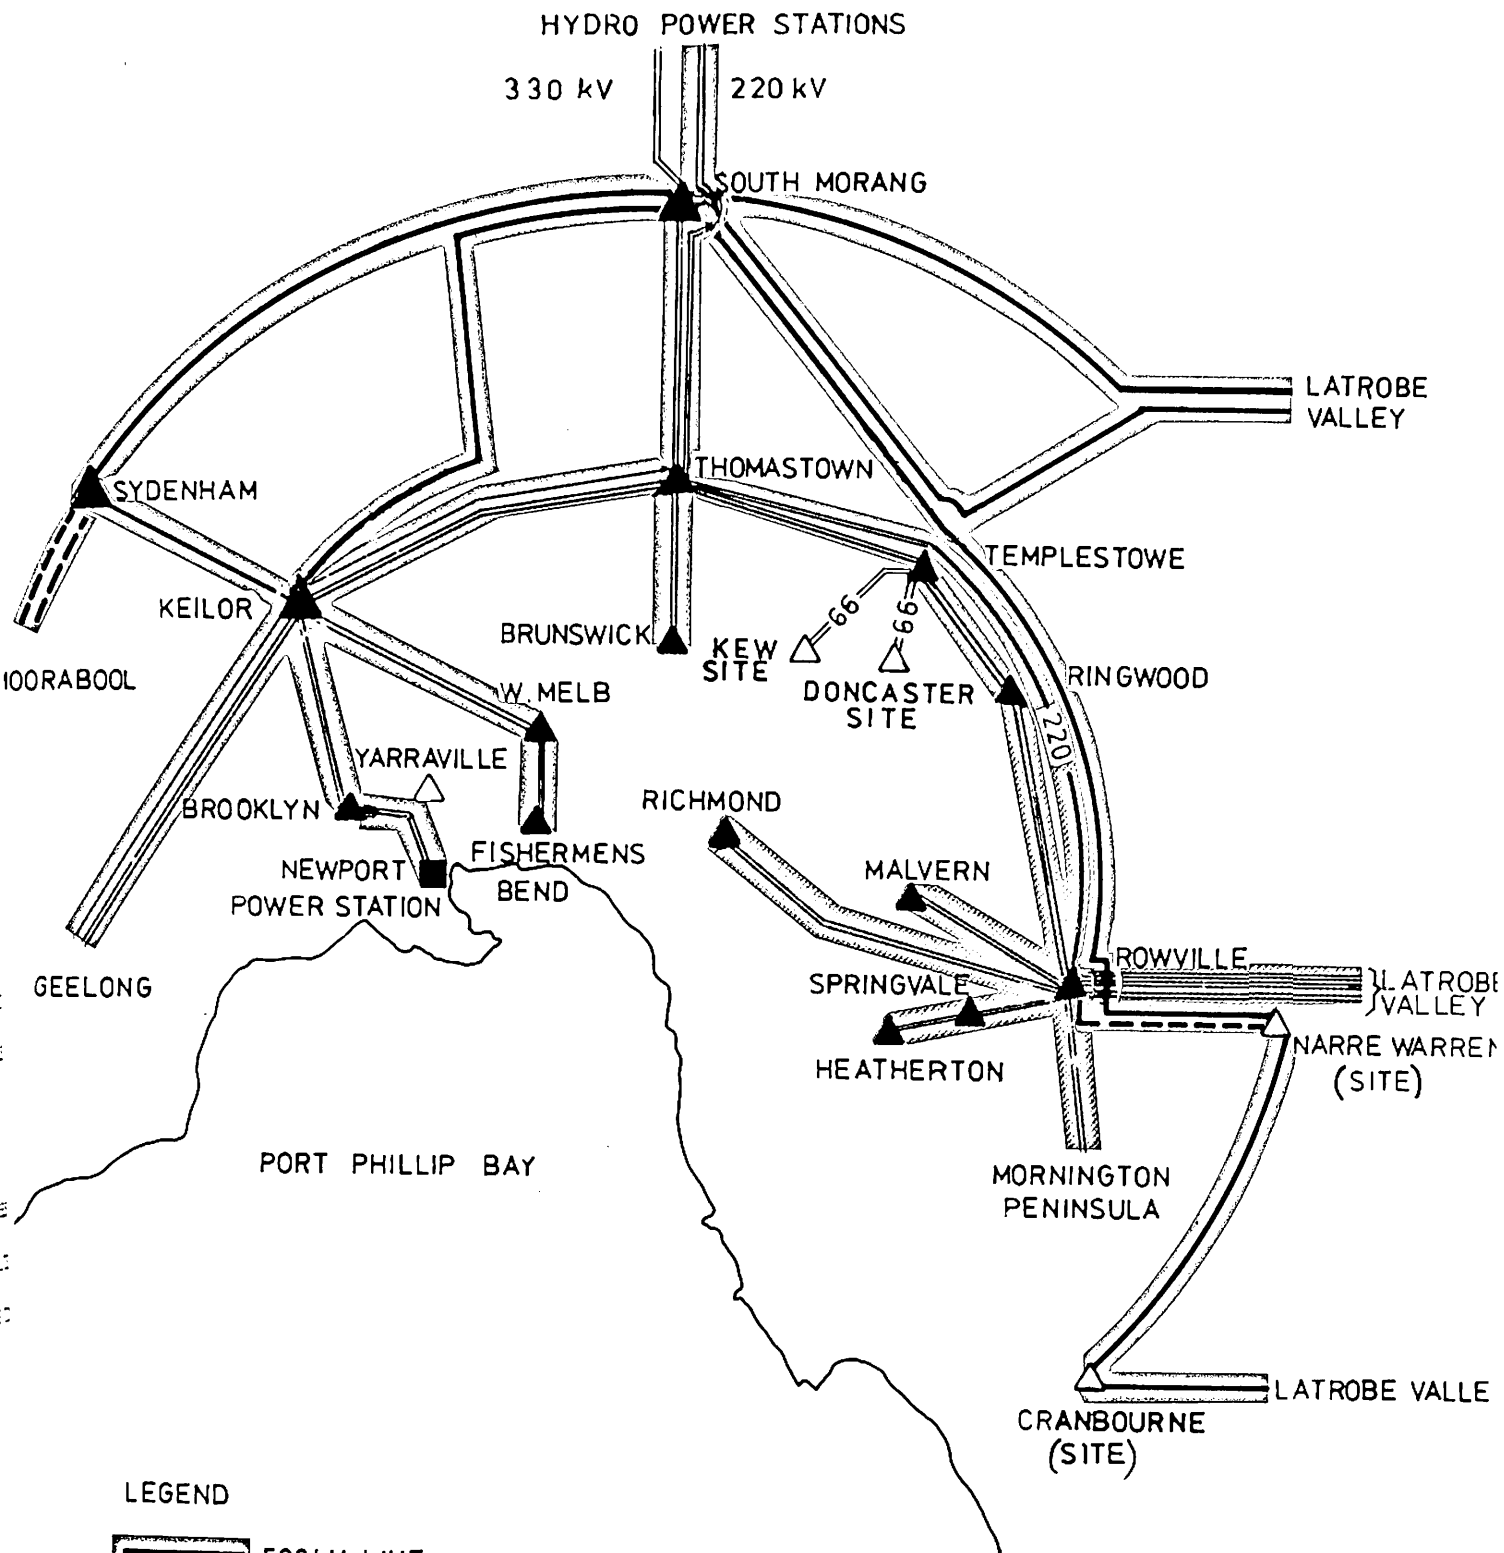 HYDRO POWER STATIONS
330 kV
220 kV
SOUTH MORANG
LATROBE
VALLEY
THOMASTOWN
SYDENHAM
TEMPLESTOWE
KEILOR
66
66
BRUNSWICK
KEW
SITE
RINGWOOD
DONCASTER
SITE
W. MELB
220
YARRAVILLE
RICHMOND
BROOKLYN
FISHERMENS
BEND
MALVERN
NEWPORT
POWER STATION
ROWVILLE
SPRINGVALE
LATROBE
VALLEY
GEELONG
NARRE WARREN
(SITE)
HEATHERTON
PORT PHILLIP BAY
MORNINGTON
PENINSULA
LATROBE VALLE
CRANBOURNE
(SITE)
LEGEND